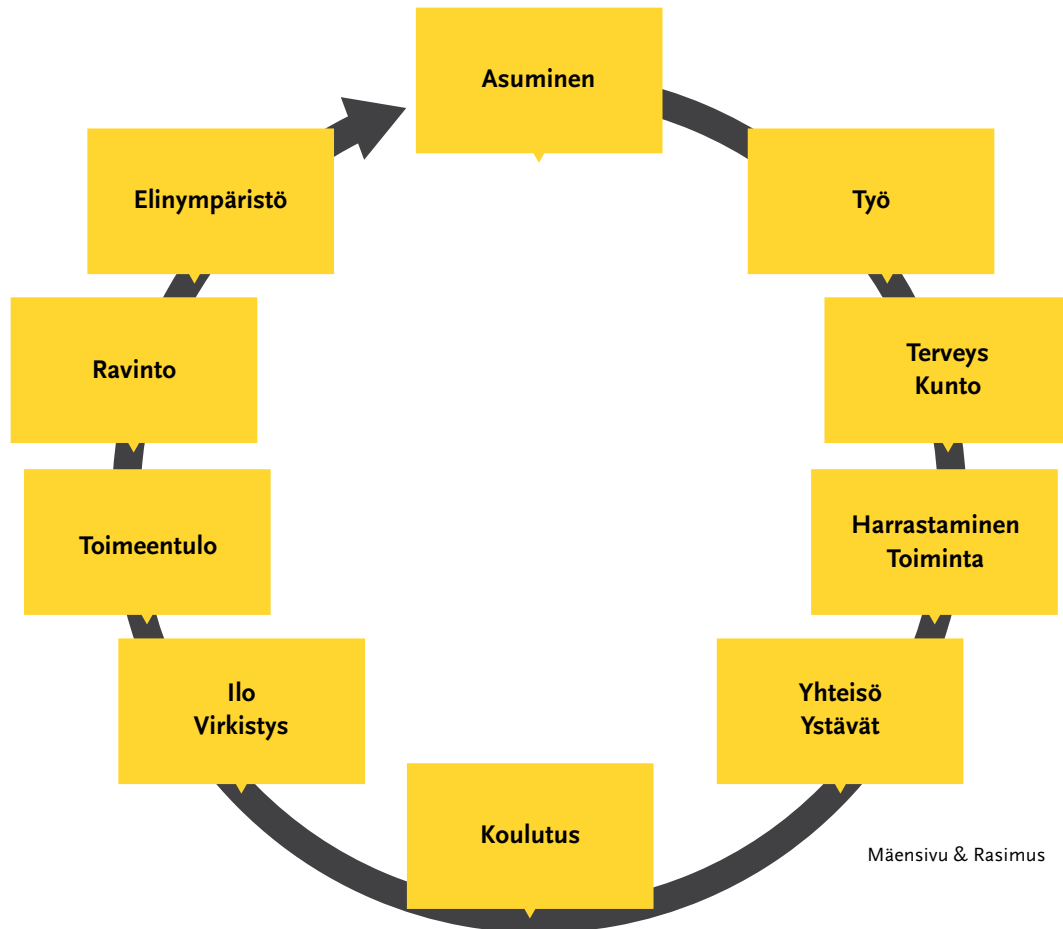 Asuminen
Työ
Terveys
Kunto
Harrastaminen
Toiminta
Yhteisö
Ystävät
Koulutus
Ilo
Virkistys
Toimeentulo
Ravinto
Elinympäristö
Mäensivu & Rasimus